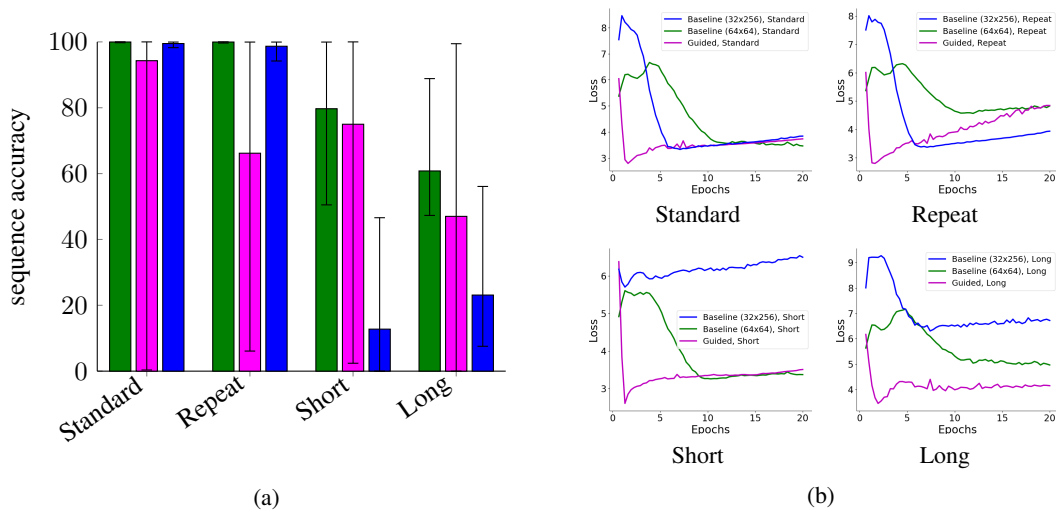 sequence accuracy
100
80
60
40
20
0
Standard
Repeat
Short
Long
(a)
Baseline (32x256), Standard
Baseline (64x64), Standard
Guided, Standard
Loss
8
7
6
5
4
3
0 5 10 15 20
Epochs
Standard
Baseline (32x256), Repeat
Baseline (64x64), Repeat
Guided, Repeat
Loss
8
7
6
5
4
3
0 5 10 15 20
Epochs
Repeat
Baseline (32x256), Short
Baseline (64x64), Short
Guided, Short
Loss
6
5
4
3
0 5 10 15 20
Epochs
Short
Baseline (32x256), Long
Baseline (64x64), Long
Guided, Long
Loss
9
8
7
6
5
4
0 5 10 15 20
Epochs
Long
(b)